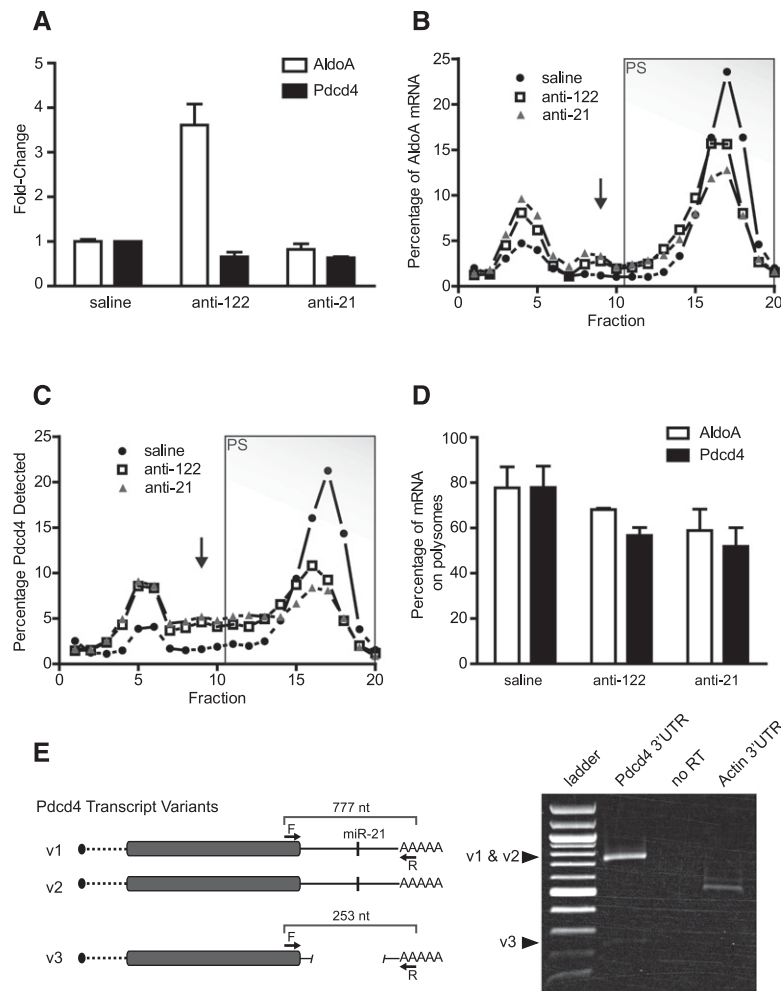 A
AldoA
Pdcd4
Fold-Change
5
4
3
2
1
0
saline
anti-122
anti-21
B
PS
saline
anti-122
anti-21
Percentage of AldoA mRNA
25
20
15
10
5
0
0
5
10
15
20
Fraction
C
PS
saline
anti-122
anti-21
Percentage Pdcd4 Detected
25
20
15
10
5
0
0
5
10
15
20
Fraction
D
AldoA
Pdcd4
Percentage of mRNA
on polysomes
100
80
60
40
20
0
saline
anti-122
anti-21
E
Pdcd4 Transcript Variants
777 nt
F
miR-21
v1
AAAAA
R
v2
AAAAA
253 nt
F
v3
AAAAA
R
ladder
Pdcd4 3'UTR
no RT
Actin 3'UTR
v1 & v2
v3